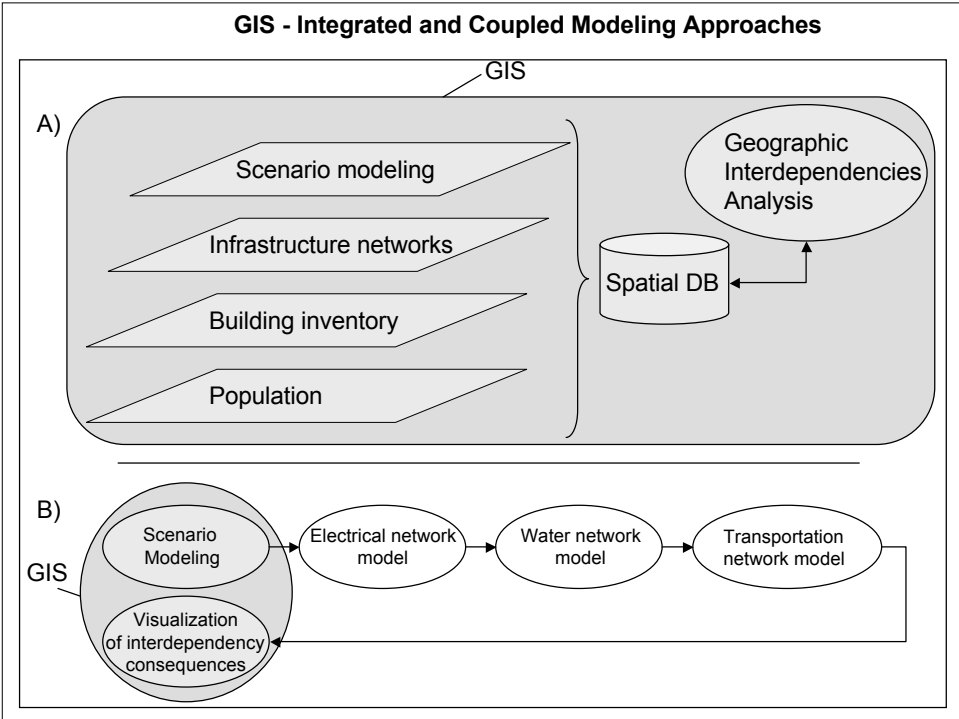 GIS - Integrated and Coupled Modeling Approaches
GIS
A)
Scenario modeling
Infrastructure networks
Building inventory
Population
Spatial DB
Geographic
Interdependencies
Analysis
B)
GIS
Scenario
Modeling
Electrical network
model
Water network
model
Transportation
network model
Visualization
of interdependency
consequences